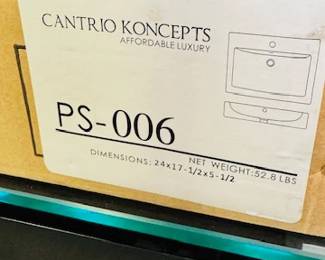 CANTRIO KONCEPTS
AFFORDABLE LUXURY
PS-006
NET WEIGHT:52.8 LBS
DIMENSIONS: 24x17-1/2x5-1/2